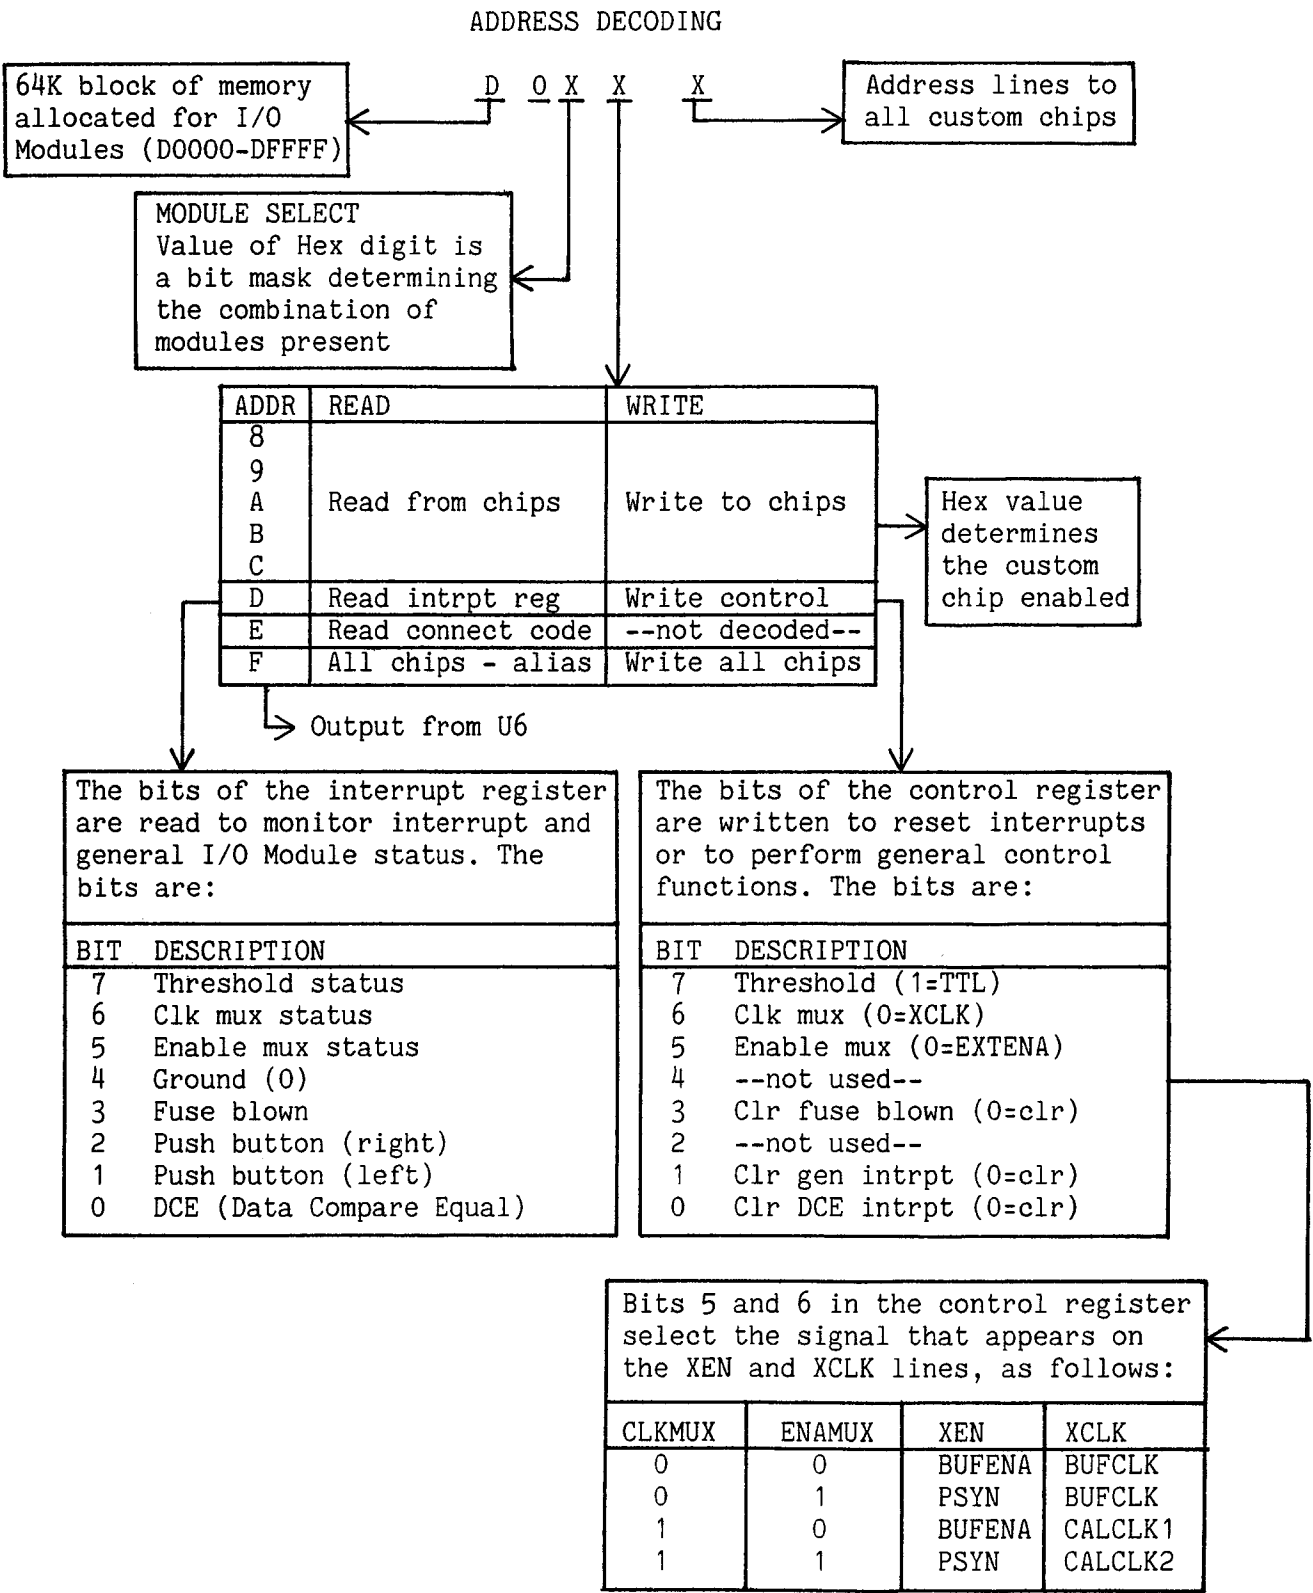 ADDRESS DECODING
D 0 X X X
64K block of memory
allocated for I/O
Modules (D0000-DFFFF)
Address lines to
all custom chips
MODULE SELECT
Value of Hex digit is
a bit mask determining
the combination of
modules present
ADDR READ WRITE
8
9
A Read from chips Write to chips
B
C
D Read intrpt reg Write control
E Read connect code --not decoded--
F All chips - alias Write all chips
Hex value
determines
the custom
chip enabled
Output from U6
The bits of the interrupt register
are read to monitor interrupt and
general I/O Module status. The
bits are:
BIT DESCRIPTION
7 Threshold status
6 Clk mux status
5 Enable mux status
4 Ground (0)
3 Fuse blown
2 Push button (right)
1 Push button (left)
0 DCE (Data Compare Equal)
The bits of the control register
are written to reset interrupts
or to perform general control
functions. The bits are:
BIT DESCRIPTION
7 Threshold (1=TTL)
6 Clk mux (0=XCLK)
5 Enable mux (0=EXTENA)
4 --not used--
3 Clr fuse blown (0=clr)
2 --not used--
1 Clr gen intrpt (0=clr)
0 Clr DCE intrpt (0=clr)
Bits 5 and 6 in the control register
select the signal that appears on
the XEN and XCLK lines, as follows:
CLKMUX ENAMUX XEN XCLK
0 0 BUFENA BUFCLK
0 1 PSYN BUFCLK
1 0 BUFENA CALCLK1
1 1 PSYN CALCLK2